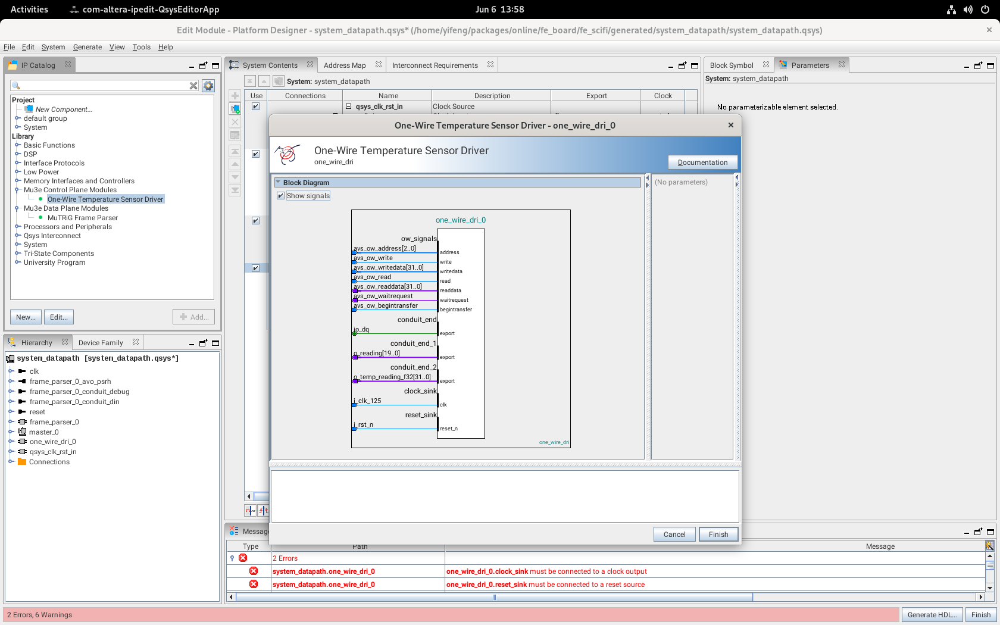 Activities
com-altera-ipedit-QsysEditorApp
Jun 6 13:58
Edit Module - Platform Designer - system_datapath.qsys* (/home/yifeng/packages/online/fe_board/fe_scifi/generated/system_datapath/system_datapath.qsys)
File Edit System Generate View Tools Help
IP Catalog
Project
New Component...
default group
System
Library
Basic Functions
DSP
Interface Protocols
Low Power
Memory Interfaces and Controllers
Mu3e Control Plane Modules
One-Wire Temperature Sensor Driver
Mu3e Data Plane Modules
MuTRiG Frame Parser
Processors and Peripherals
Qsys Interconnect
System
Tri-State Components
University Program
New...
Edit...
Add...
Hierarchy
Device Family
system_datapath [system_datapath.qsys*]
clk
frame_parser_0_avo_psrh
frame_parser_0_conduit_debug
frame_parser_0_conduit_din
reset
frame_parser_0
master_0
one_wire_dri_0
qsys_clk_rst_in
Connections
System Contents
Address Map
Interconnect Requirements
System: system_datapath
Use
Connections
Name
Description
Export
Clock
qsys_clk_rst_in
Clock Source
Block Symbol
Parameters
System: system_datapath
No parameterizable element selected.
One-Wire Temperature Sensor Driver - one_wire_dri_0
One-Wire Temperature Sensor Driver
one_wire_dri
Documentation
Block Diagram
Show signals
(No parameters)
one_wire_dri_0
ow_signals
avs_ow_address[2..0]
address
avs_ow_write
write
avs_ow_writedata[31..0]
writedata
avs_ow_read
read
avs_ow_readdata[31..0]
readdata
avs_ow_waitrequest
waitrequest
avs_ow_begintransfer
begintransfer
conduit_end
io_dq
export
conduit_end_1
o_reading[19..0]
export
conduit_end_2
o_temp_reading_f32[31..0]
export
clock_sink
i_clk_125
clk
reset_sink
i_rst_n
reset_n
one_wire_dri
Cancel
Finish
Type
Path
Message
2 Errors
system_datapath.one_wire_dri_0
one_wire_dri_0.clock_sink must be connected to a clock output
system_datapath.one_wire_dri_0
one_wire_dri_0.reset_sink must be connected to a reset source
2 Errors, 6 Warnings
Generate HDL...
Finish